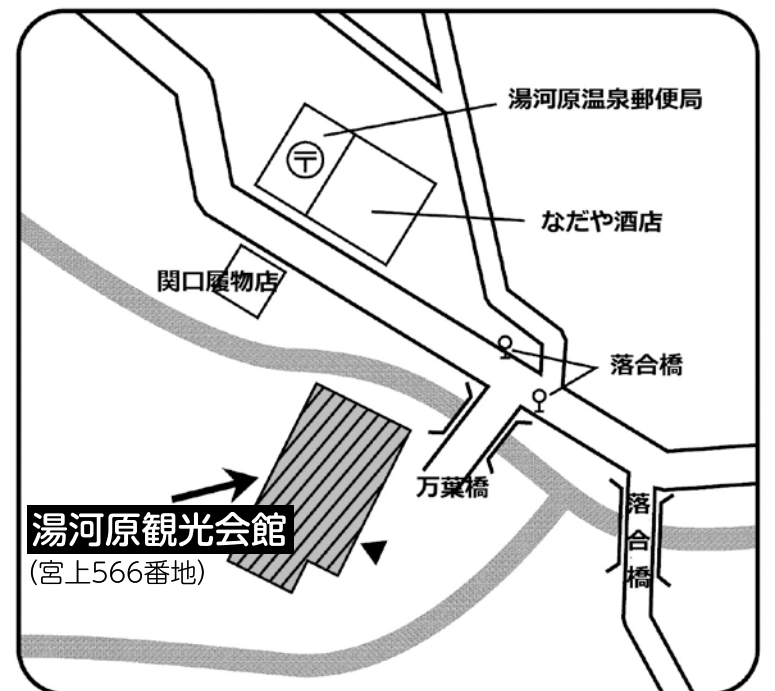 湯河原温泉郵便局
〒
なだや酒店
関口履物店
落合橋
万葉橋
湯河原観光会館
(宮上566番地)
落合橋